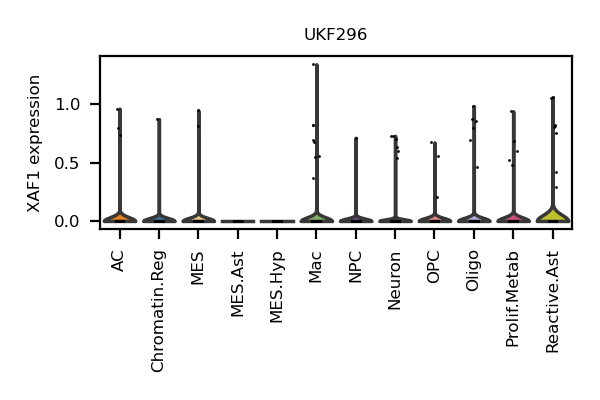 UKF296
XAF1 expression
1.0
0.5
0.0
AC
Chromatin.Reg
MES
MES.Ast
MES.Hyp
Mac
NPC
Neuron
OPC
Oligo
Prolif.Metab
Reactive.Ast